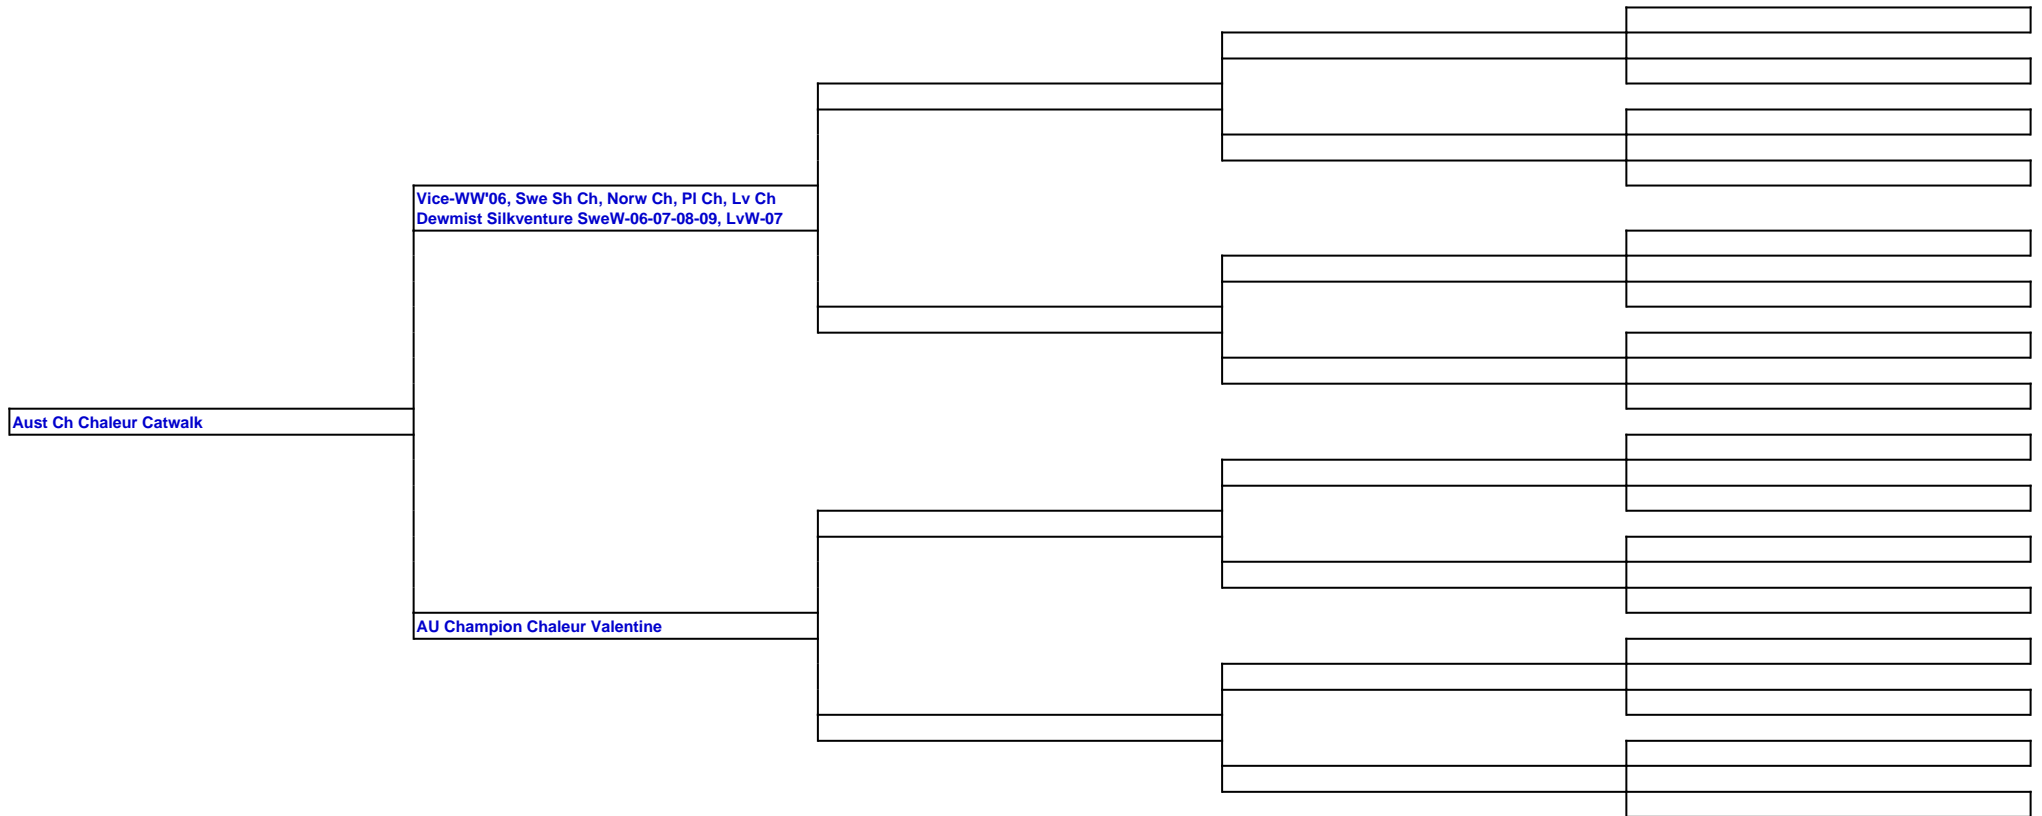 Vice-WW'06, Swe Sh Ch, Norw Ch, Pl Ch, Lv Ch
Dewmist Silkventure SweW-06-07-08-09, LvW-07
Aust Ch Chaleur Catwalk
AU Champion Chaleur Valentine